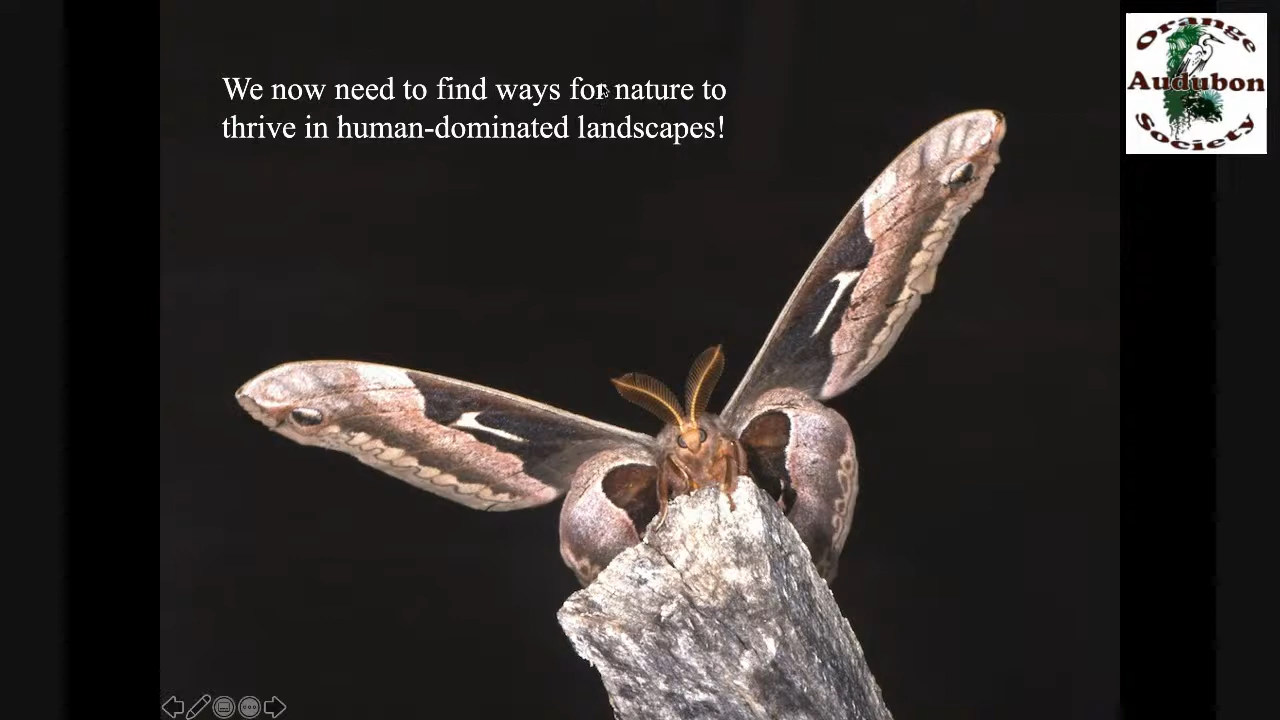 We now need to find ways for nature to
thrive in human-dominated landscapes!
Orange
Audubon
Society